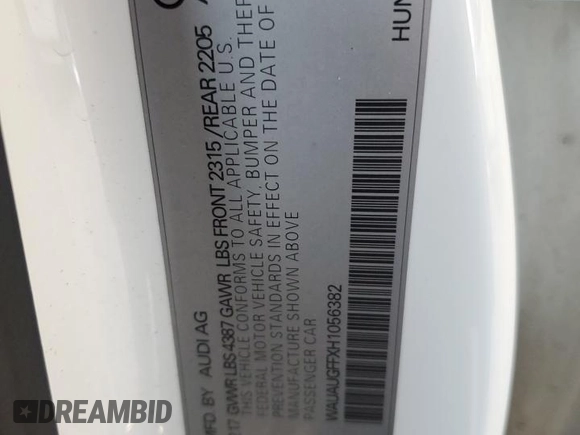 MFD BY AUDI AG
217 GVWR LBS 4387 GAWR LBS FRONT 2315/REAR 2205
THIS VEHICLE CONFORMS TO ALL APPLICABLE U.S.
FEDERAL MOTOR VEHICLE SAFETY, BUMPER AND THEFT
PREVENTION STANDARDS IN EFFECT ON THE DATE OF
MANUFACTURE SHOWN ABOVE
PASSENGER CAR
WAUAUGFFXH1056382
HUN
DREAMBID